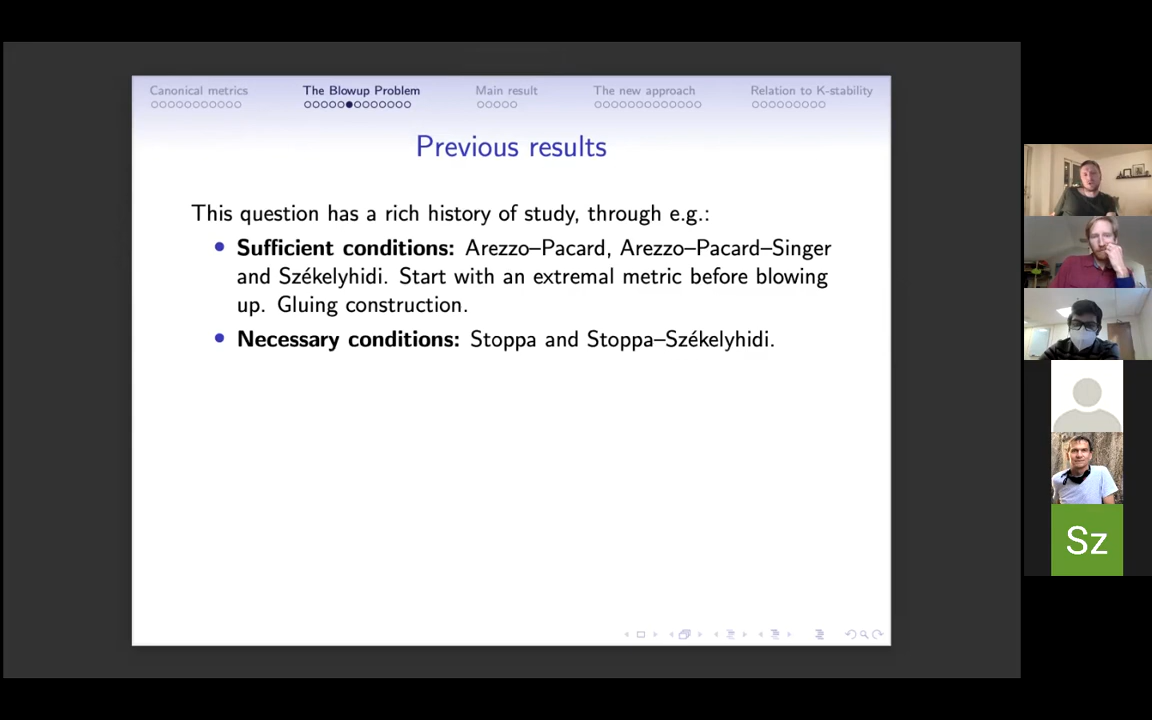 Canonical metrics The Blowup Problem Main result The new approach Relation to K-stability
Previous results
This question has a rich history of study, through e.g.:
• Sufficient conditions: Arezzo–Pacard, Arezzo–Pacard–Singer
and Székelyhidi. Start with an extremal metric before blowing
up. Gluing construction.
• Necessary conditions: Stoppa and Stoppa–Székelyhidi.
Sz